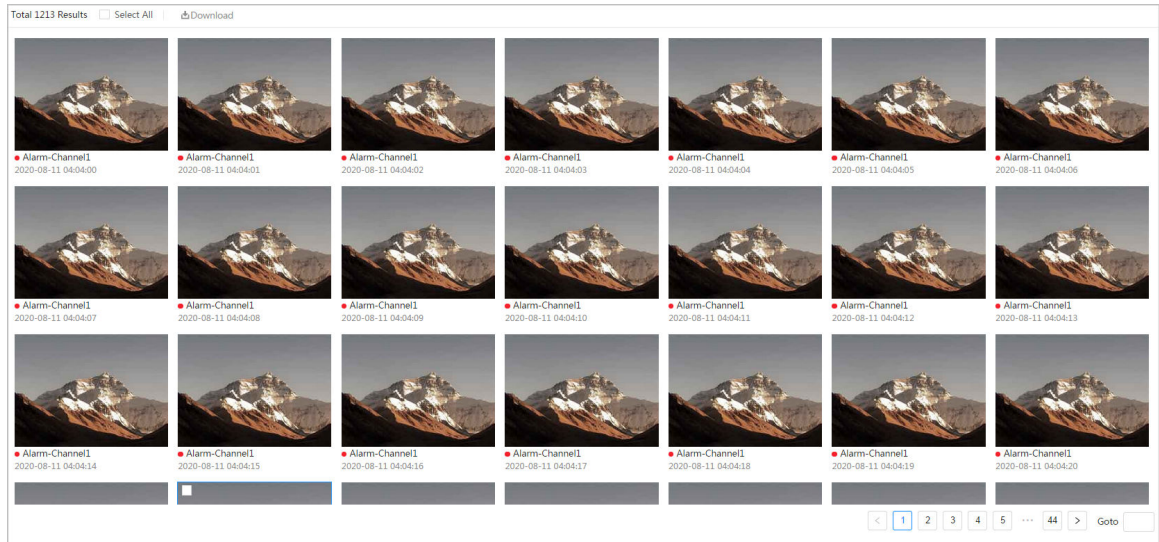 Total 1213 Results Select All Download
Alarm-Channel1 Alarm-Channel1 Alarm-Channel1 Alarm-Channel1 Alarm-Channel1 Alarm-Channel1 Alarm-Channel1
2020-08-11 04:04:00 2020-08-11 04:04:01 2020-08-11 04:04:02 2020-08-11 04:04:03 2020-08-11 04:04:04 2020-08-11 04:04:05 2020-08-11 04:04:06
Alarm-Channel1 Alarm-Channel1 Alarm-Channel1 Alarm-Channel1 Alarm-Channel1 Alarm-Channel1 Alarm-Channel1
2020-08-11 04:04:07 2020-08-11 04:04:08 2020-08-11 04:04:09 2020-08-11 04:04:10 2020-08-11 04:04:11 2020-08-11 04:04:12 2020-08-11 04:04:13
Alarm-Channel1 Alarm-Channel1 Alarm-Channel1 Alarm-Channel1 Alarm-Channel1 Alarm-Channel1 Alarm-Channel1
2020-08-11 04:04:14 2020-08-11 04:04:15 2020-08-11 04:04:16 2020-08-11 04:04:17 2020-08-11 04:04:18 2020-08-11 04:04:19 2020-08-11 04:04:20
< 1 2 3 4 5 ··· 44 > Goto